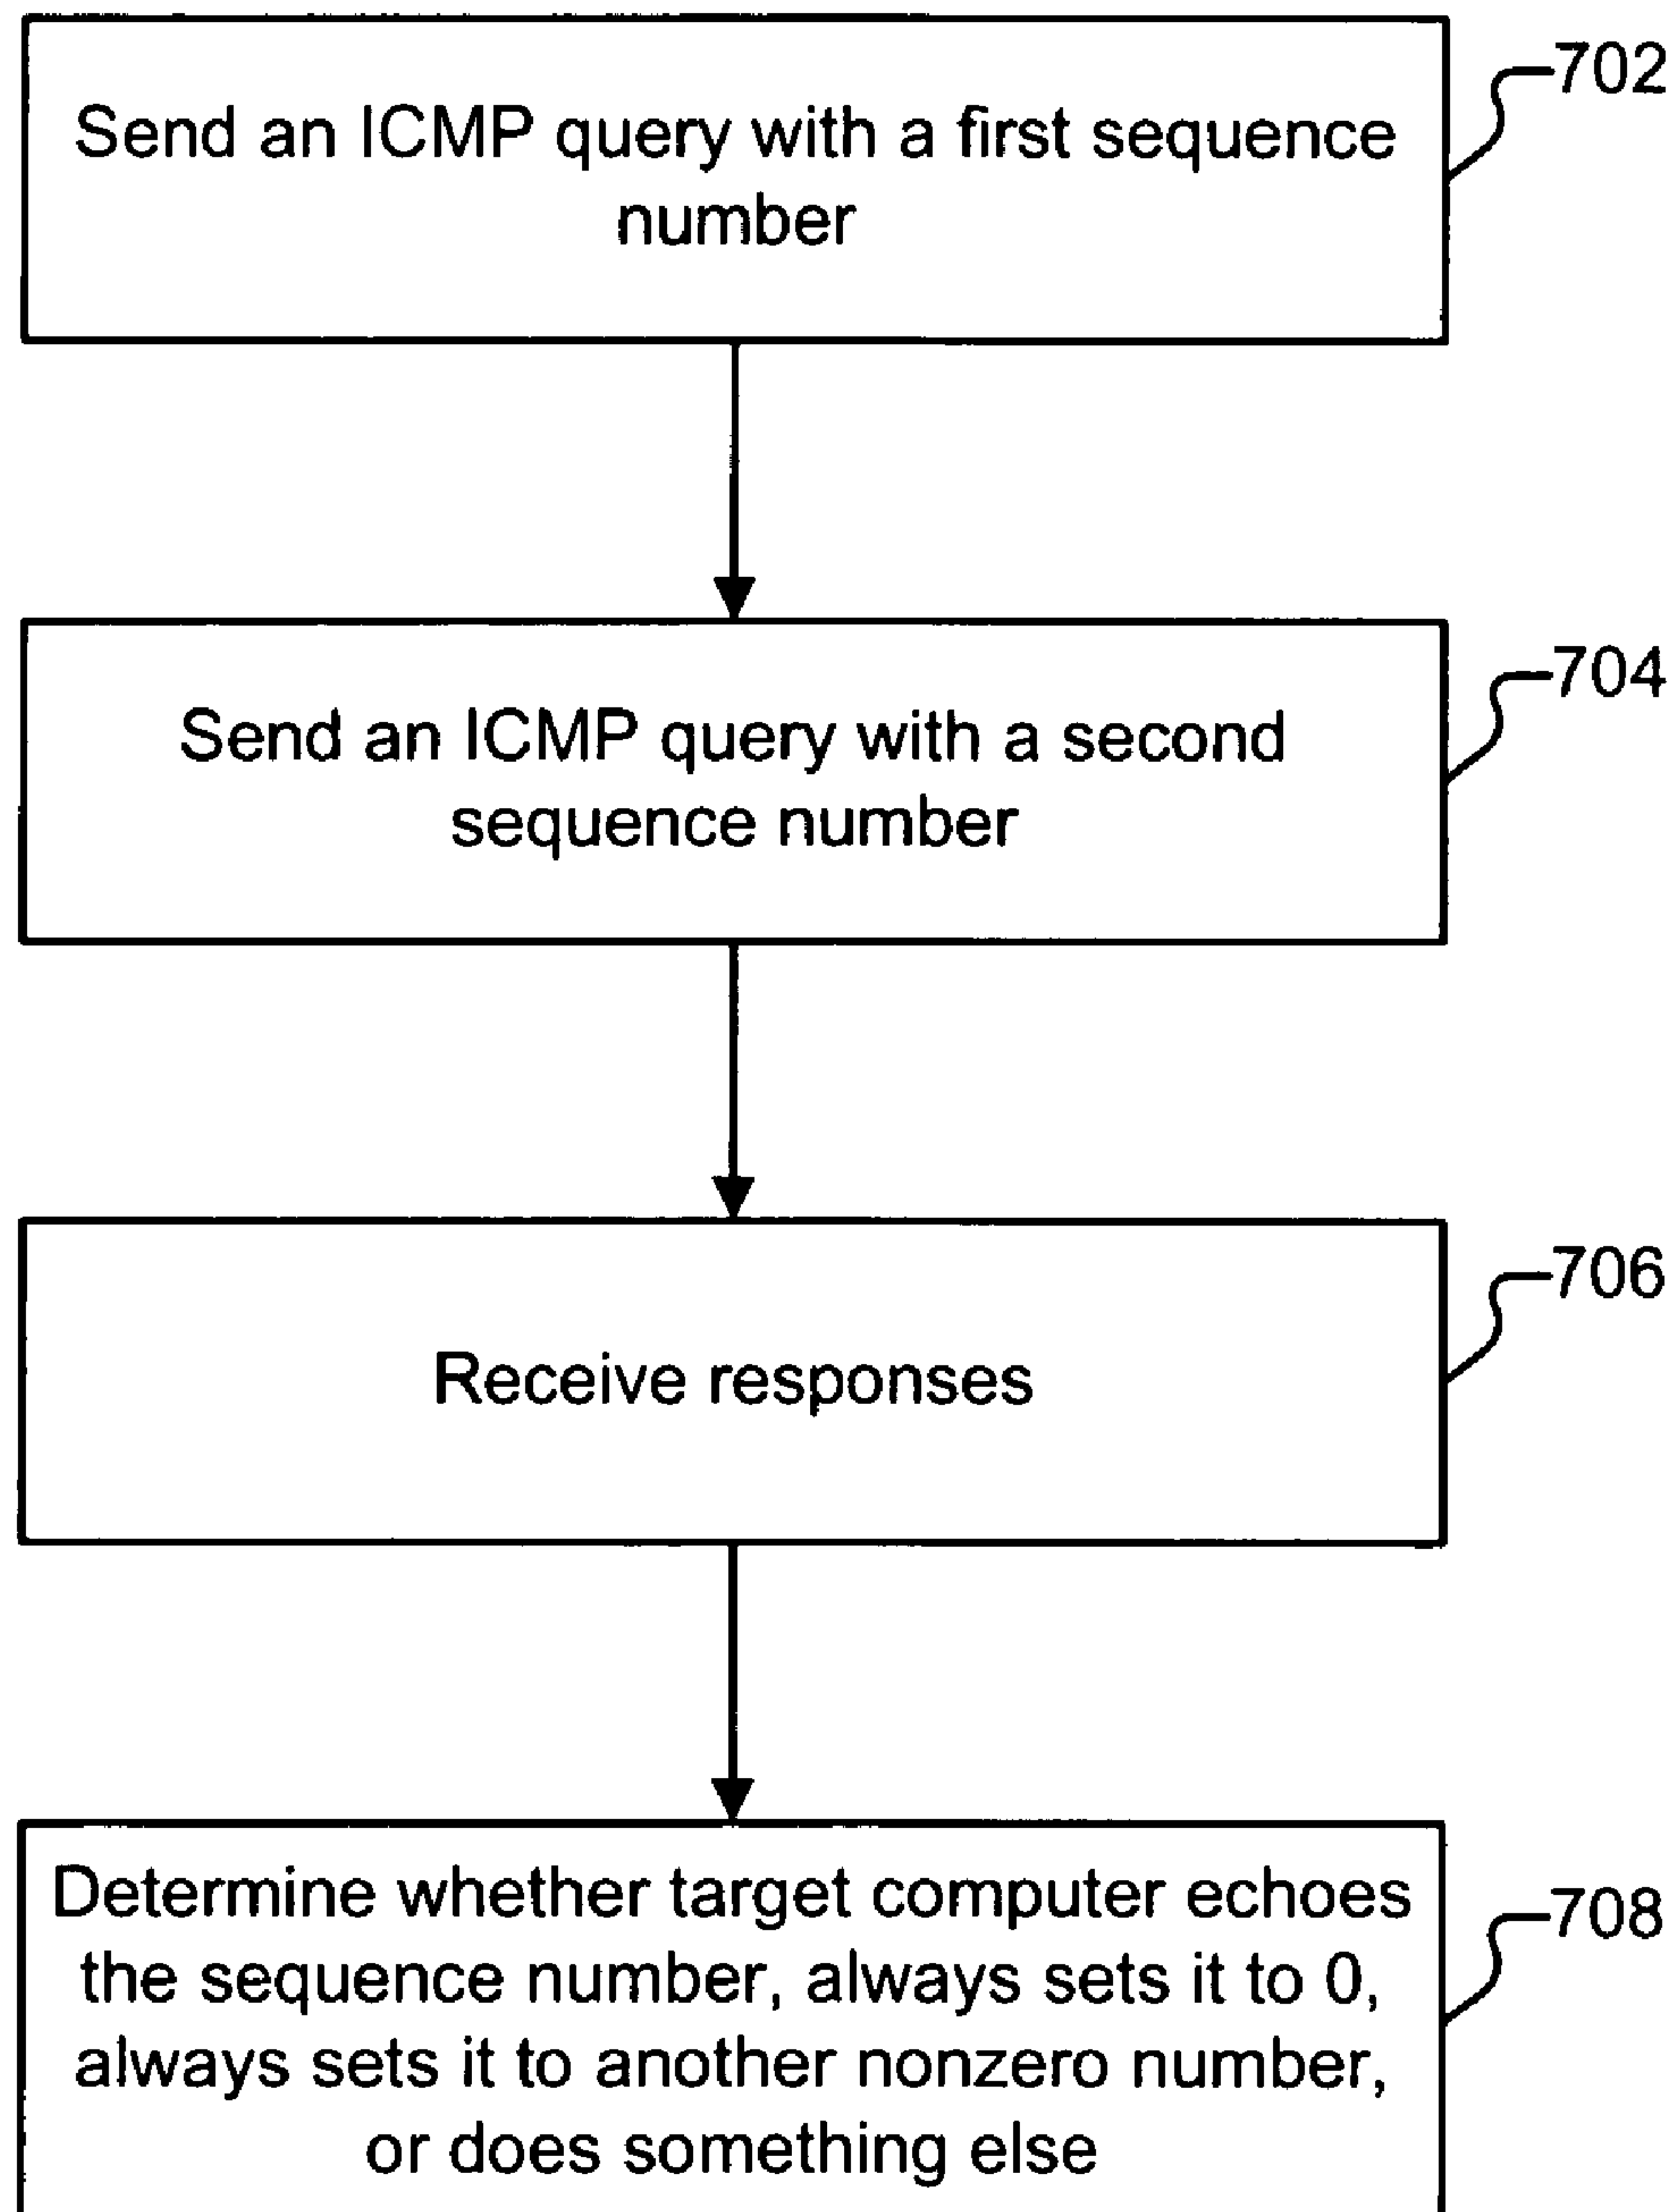 Send an ICMP query with a first sequence
number
702
Send an ICMP query with a second
sequence number
704
Receive responses
706
Determine whether target computer echoes
the sequence number, always sets it to 0,
always sets it to another nonzero number,
or does something else
708